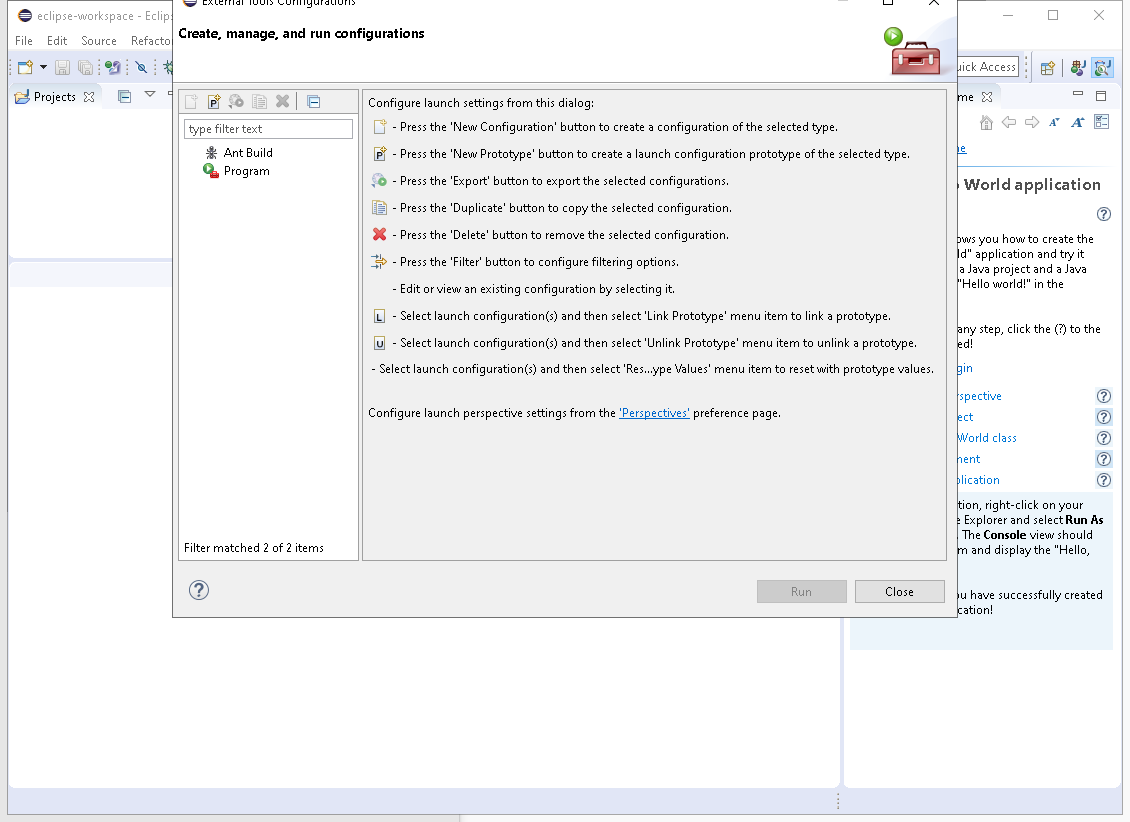 eclipse-workspace - Eclip
External Tools Configurations
File Edit Source Refacto
Create, manage, and run configurations
uick Access
Projects
me
type filter text
Ant Build
Program
Filter matched 2 of 2 items
Configure launch settings from this dialog:
- Press the 'New Configuration' button to create a configuration of the selected type.
- Press the 'New Prototype' button to create a launch configuration prototype of the selected type.
- Press the 'Export' button to export the selected configurations.
- Press the 'Duplicate' button to copy the selected configuration.
- Press the 'Delete' button to remove the selected configuration.
- Press the 'Filter' button to configure filtering options.
- Edit or view an existing configuration by selecting it.
L - Select launch configuration(s) and then select 'Link Prototype' menu item to link a prototype.
U - Select launch configuration(s) and then select 'Unlink Prototype' menu item to unlink a prototype.
- Select launch configuration(s) and then select 'Res...ype Values' menu item to reset with prototype values.
Configure launch perspective settings from the 'Perspectives' preference page.
Run Close
me
World application
ows you how to create the
ld" application and try it
a Java project and a Java
"Hello world!" in the
any step, click the (?) to the
ed!
gin
rspective
ect
World class
ment
plication
tion, right-click on your
e Explorer and select Run As
. The Console view should
m and display the "Hello,
ou have successfully created
cation!